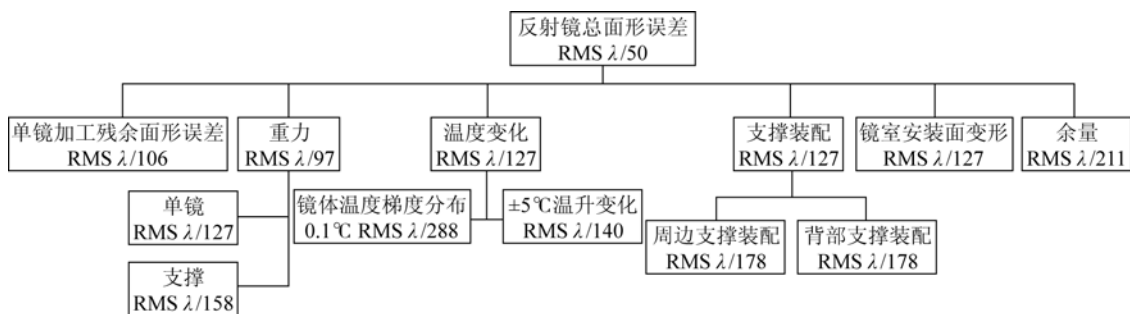 反射镜总面形误差
RMS λ/50
单镜加工残余面形误差
RMS λ/106
重力
RMS λ/97
温度变化
RMS λ/127
支撑装配
RMS λ/127
镜室安装面变形
RMS λ/127
余量
RMS λ/211
单镜
RMS λ/127
支撑
RMS λ/158
镜体温度梯度分布
0.1℃ RMS λ/288
±5℃温升变化
RMS λ/140
周边支撑装配
RMS λ/178
背部支撑装配
RMS λ/178